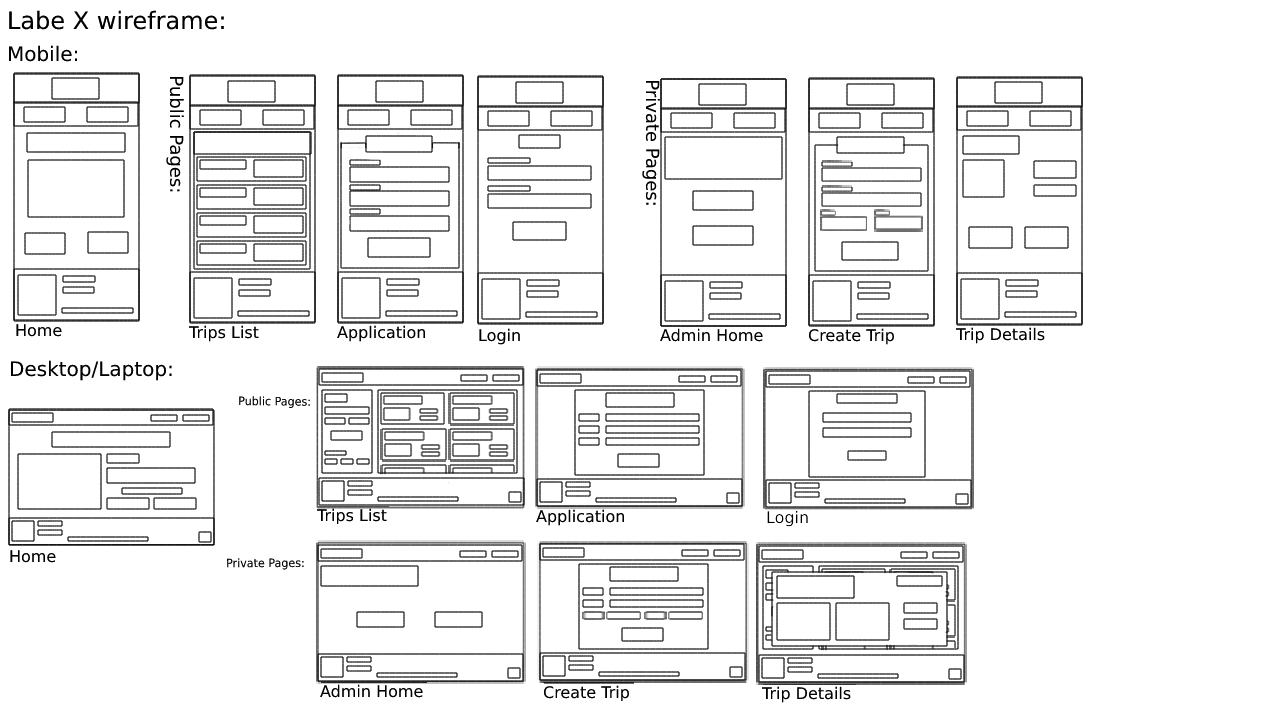 Labe X wireframe:
Mobile:
Public Pages:
Private Pages:
Home
Trips List
Application
Login
Admin Home
Create Trip
Trip Details
Desktop/Laptop:
Public Pages:
Home
Trips List
Application
Login
Private Pages:
Admin Home
Create Trip
Trip Details